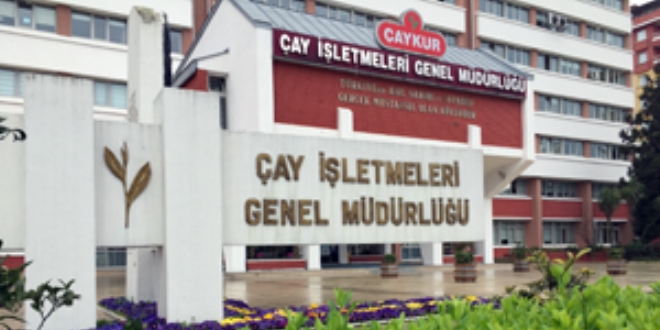 ÇAYKUR
ÇAY İŞLETMELERİ GENEL MÜDÜRLÜĞÜ
ÇAY İŞLETMELERİ
GENEL MÜDÜRLÜĞÜ